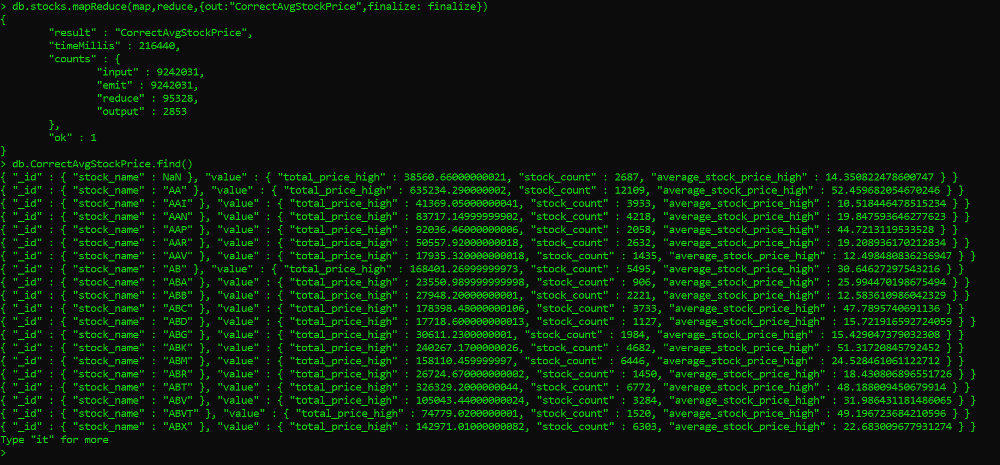 > db.stocks.mapReduce(map,reduce,{out:"CorrectAvgStockPrice",finalize: finalize})
{
        "result" : "CorrectAvgStockPrice",
        "timeMillis" : 216440,
        "counts" : {
                "input" : 9242031,
                "emit" : 9242031,
                "reduce" : 95328,
                "output" : 2853
        },
        "ok" : 1
}
> db.CorrectAvgStockPrice.find()
{ "_id" : { "stock_name" : NaN }, "value" : { "total_price_high" : 38560.66000000021, "stock_count" : 2687, "average_stock_price_high" : 14.350822478600747 } }
{ "_id" : { "stock_name" : "AA" }, "value" : { "total_price_high" : 635234.290000002, "stock_count" : 12109, "average_stock_price_high" : 52.459682054670246 } }
{ "_id" : { "stock_name" : "AAI" }, "value" : { "total_price_high" : 41369.05000000041, "stock_count" : 3933, "average_stock_price_high" : 10.518446478515234 } }
{ "_id" : { "stock_name" : "AAN" }, "value" : { "total_price_high" : 83717.14999999902, "stock_count" : 4218, "average_stock_price_high" : 19.847593646277623 } }
{ "_id" : { "stock_name" : "AAP" }, "value" : { "total_price_high" : 92036.46000000006, "stock_count" : 2058, "average_stock_price_high" : 44.7213119533528 } }
{ "_id" : { "stock_name" : "AAR" }, "value" : { "total_price_high" : 50557.92000000018, "stock_count" : 2632, "average_stock_price_high" : 19.208936170212834 } }
{ "_id" : { "stock_name" : "AAV" }, "value" : { "total_price_high" : 17935.320000000018, "stock_count" : 1435, "average_stock_price_high" : 12.498480836236947 } }
{ "_id" : { "stock_name" : "AB" }, "value" : { "total_price_high" : 168401.26999999973, "stock_count" : 5495, "average_stock_price_high" : 30.64627297543216 } }
{ "_id" : { "stock_name" : "ABA" }, "value" : { "total_price_high" : 23550.989999999998, "stock_count" : 906, "average_stock_price_high" : 25.994470198675494 } }
{ "_id" : { "stock_name" : "ABB" }, "value" : { "total_price_high" : 27948.20000000001, "stock_count" : 2221, "average_stock_price_high" : 12.583610986042329 } }
{ "_id" : { "stock_name" : "ABC" }, "value" : { "total_price_high" : 178398.48000000106, "stock_count" : 3733, "average_stock_price_high" : 47.7895740691136 } }
{ "_id" : { "stock_name" : "ABD" }, "value" : { "total_price_high" : 17718.600000000013, "stock_count" : 1127, "average_stock_price_high" : 15.721916592724059 } }
{ "_id" : { "stock_name" : "ABG" }, "value" : { "total_price_high" : 30611.2300000001, "stock_count" : 1984, "average_stock_price_high" : 15.429047379032308 } }
{ "_id" : { "stock_name" : "ABK" }, "value" : { "total_price_high" : 240267.1700000026, "stock_count" : 4682, "average_stock_price_high" : 51.31720845792452 } }
{ "_id" : { "stock_name" : "ABM" }, "value" : { "total_price_high" : 158110.459999997, "stock_count" : 6446, "average_stock_price_high" : 24.528461061122712 } }
{ "_id" : { "stock_name" : "ABR" }, "value" : { "total_price_high" : 26724.670000000002, "stock_count" : 1450, "average_stock_price_high" : 18.430806896551726 } }
{ "_id" : { "stock_name" : "ABT" }, "value" : { "total_price_high" : 326329.2000000044, "stock_count" : 6772, "average_stock_price_high" : 48.188009450679914 } }
{ "_id" : { "stock_name" : "ABV" }, "value" : { "total_price_high" : 105043.44000000024, "stock_count" : 3284, "average_stock_price_high" : 31.986431181486065 } }
{ "_id" : { "stock_name" : "ABVT" }, "value" : { "total_price_high" : 74779.02000000001, "stock_count" : 1520, "average_stock_price_high" : 49.196723684210596 } }
{ "_id" : { "stock_name" : "ABX" }, "value" : { "total_price_high" : 142971.01000000082, "stock_count" : 6303, "average_stock_price_high" : 22.683009677931274 } }
Type "it" for more
>